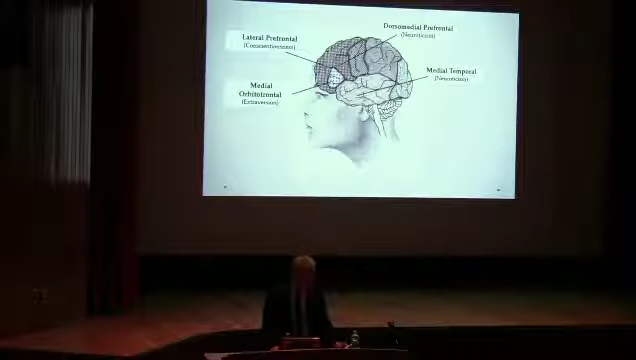 Lateral Prefrontal
(Conscientiousness)
Dorsomedial Prefrontal
(Neuroticism)
Medial Temporal
(Neuroticism)
Medial
Orbitofrontal
(Extraversion)